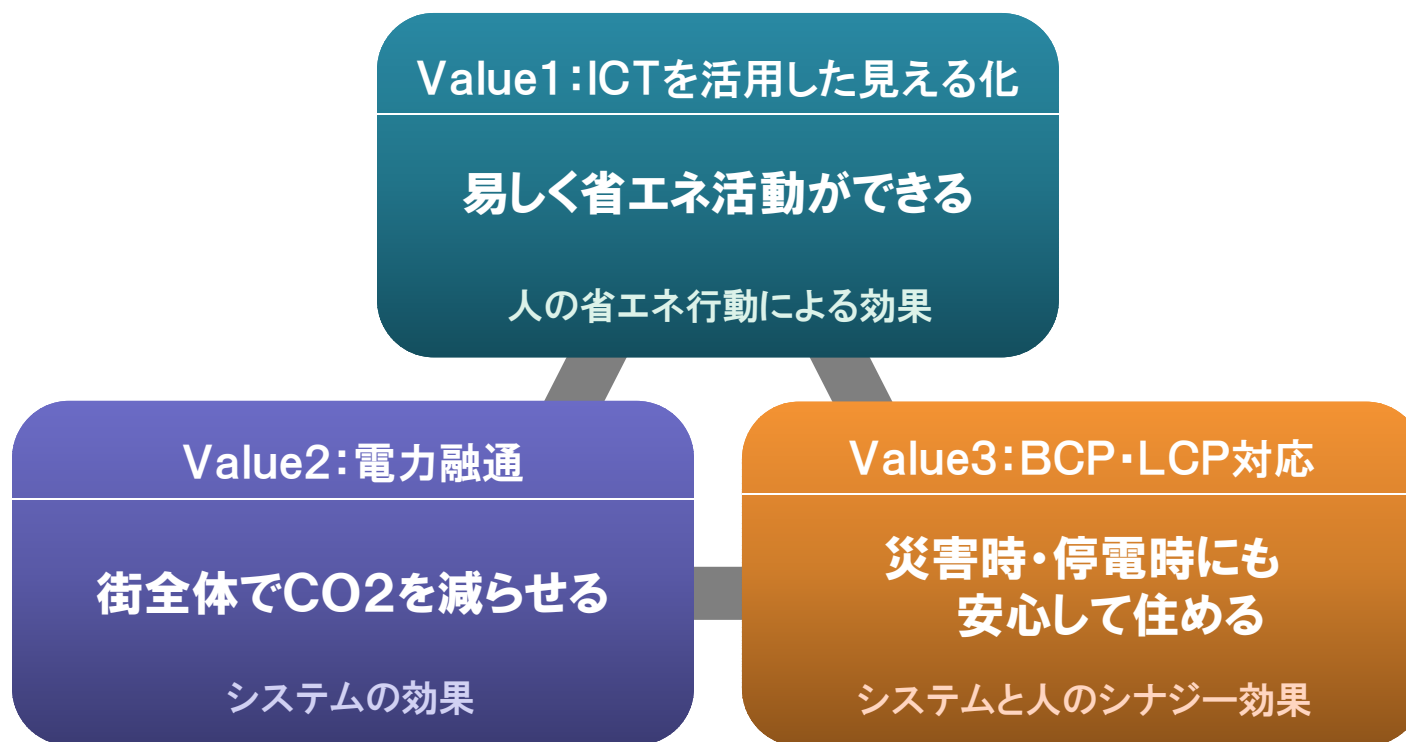 Value1:ICTを活用した見える化
易しく省エネ活動ができる
人の省エネ行動による効果
Value2:電力融通
街全体でCO2を減らせる
システムの効果
Value3:BCP・LCP対応
災害時・停電時にも
安心して住める
システムと人のシナジー効果